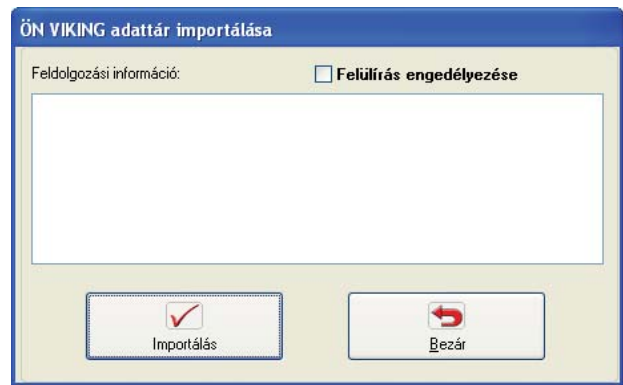 ÖN VIKING adattár importálása
Feldolgozási információ:
Felülírás engedélyezése
Importálás
Bezár